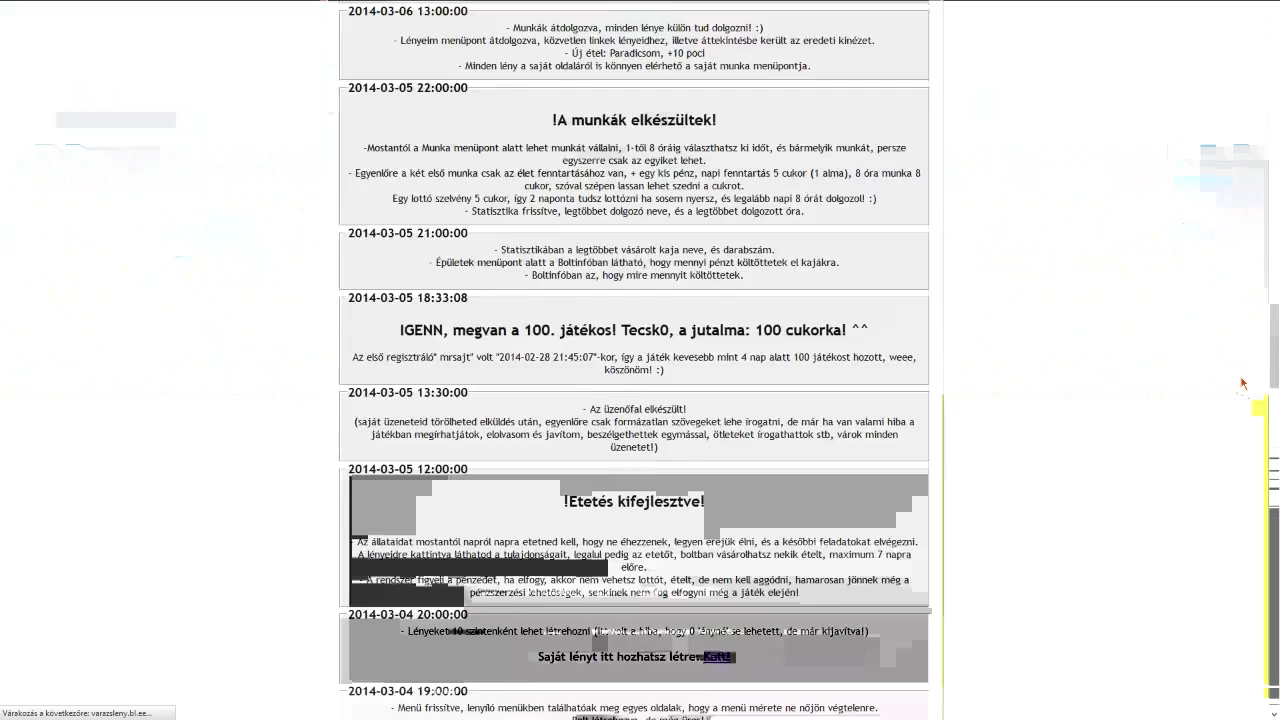 2014-03-06 13:00:00
- Munkák átdolgozva, minden lénye külön tud dolgozni! :)
- Lényeim menüpont átdolgozva, közvetlen linkek lényeidhez, illetve áttekintésbe került az eredeti kinézet.
- Új étel: Paradicsom, +10 poci
- Minden lény a saját oldaláról is könnyen elérhető a saját munka menüpontja.
2014-03-05 22:00:00
!A munkák elkészültek!
-Mostantól a Munka menüpont alatt lehet munkát vállalni, 1-től 8 óráig választhatsz ki időt, és bármelyik munkát, persze
egyszerre csak az egyiket lehet.
- Egyenlőre a két első munka csak az élet fenntartásához van, + egy kis pénz, napi fenntartás 5 cukor (1 alma), 8 óra munka 8
cukor, szóval szépen lassan lehet szedni a cukrot.
Egy lottó szelvény 5 cukor, így 2 naponta tudsz lottózni ha sosem nyersz, és legalább napi 8 órát dolgozol! :)
- Statisztika frissítve, legtöbbet dolgozó neve, és a legtöbbet dolgozott óra.
2014-03-05 21:00:00
- Statisztikában a legtöbbet vásárolt kaja neve, és darabszám.
- Épületek menüpont alatt a Boltinfóban látható, hogy mennyi pénzt költöttetek el kajákra.
- Boltinfóban az, hogy mire mennyit költöttetek.
2014-03-05 18:33:08
IGENN, megvan a 100. játékos! Tecsk0, a jutalma: 100 cukorka! ^^
Az első regisztráló" mrsajt" volt "2014-02-28 21:45:07"-kor, így a játék kevesebb mint 4 nap alatt 100 játékost hozott, weee,
köszönöm! :)
2014-03-05 13:30:00
- Az üzenőfal elkészült!
(saját üzeneteid törölheted elküldés után, egyenlőre csak formázatlan szövegeket lehe írogatni, de már ha van valami hiba a
játékban megírhatjátok, elolvasom és javítom, beszélgethettek egymással, ötleteket írogathattok stb, várok minden
üzenetet!)
2014-03-05 12:00:00
!Etetés kifejlesztve!
- Az állataidat mostantól napról napra etetned kell, hogy ne éhezzenek, legyen erejük élni, és a későbbi feladatokat elvégezni.
- A lényeidre kattintva láthatod a tulajdonságait, legalul pedig az etetőt, boltban vásárolhatsz nekik ételt, maximum 7 napra
előre.
- A rendszer figyeli a pénzedet, ha elfogy, akkor nem vehetsz lottót, ételt, de nem kell aggódni, hamarosan jönnek még a
pénzszerzési lehetőségek, senkinek nem fog elfogyni még a játék elején!
2014-03-04 20:00:00
- Lényeket 10 szintenként lehet létrehozni hiba, hogy 0 lehetett, de már kijavítva!)
Saját lényt itt hozhatsz létre: Katt!
2014-03-04 19:00:00
- Menü frissítve, lenyíló menükben találhatóak meg egyes oldalak, hogy a menü mérete ne nőjön végtelenre.
Várakozás a következőre: varazsleny.bl.ee...